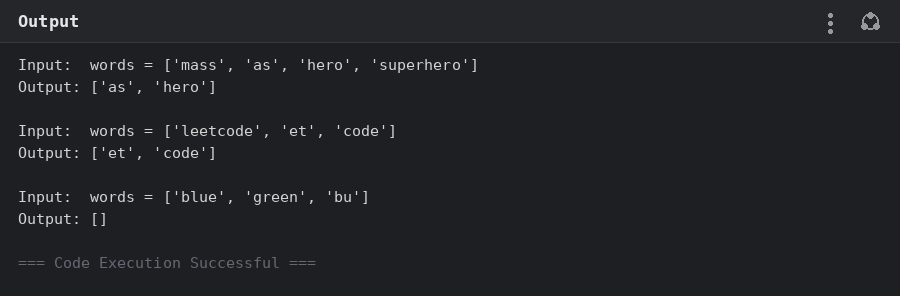 Output
Input:  words = ['mass', 'as', 'hero', 'superhero']
Output: ['as', 'hero']
Input:  words = ['leetcode', 'et', 'code']
Output: ['et', 'code']
Input:  words = ['blue', 'green', 'bu']
Output: []
=== Code Execution Successful ===